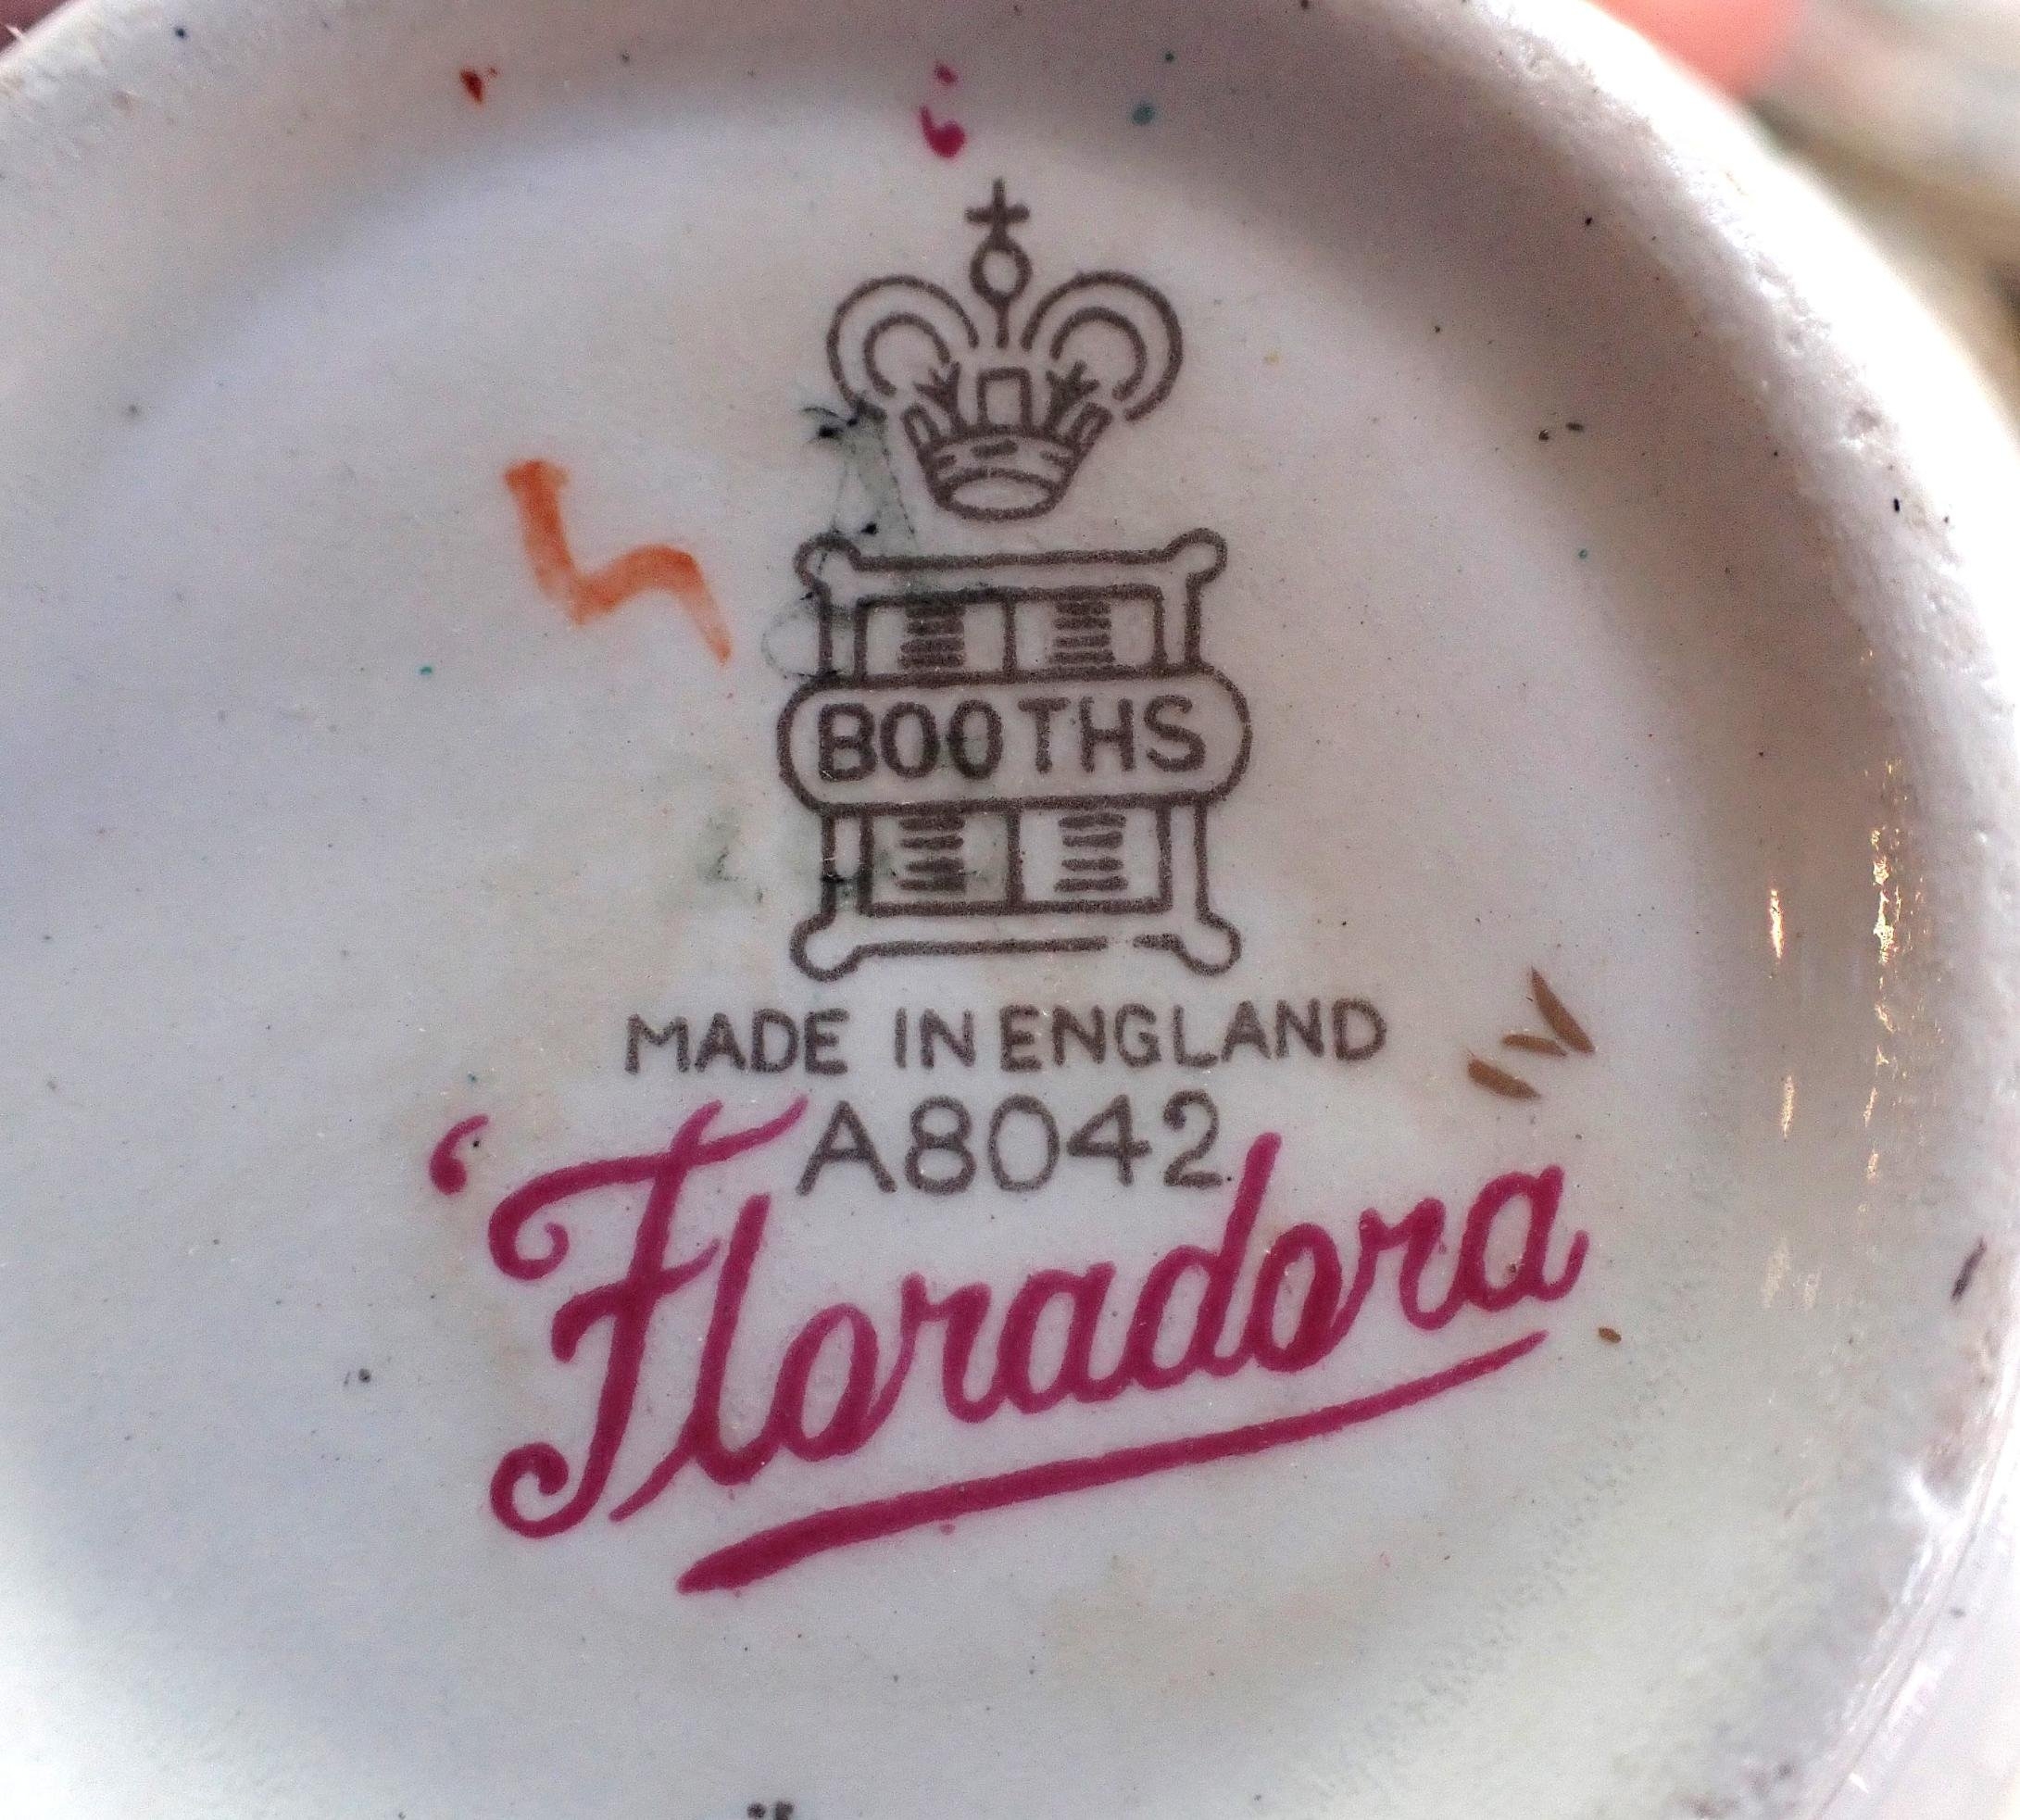 BOOTHS
MADE IN ENGLAND
A8042
'Floradora